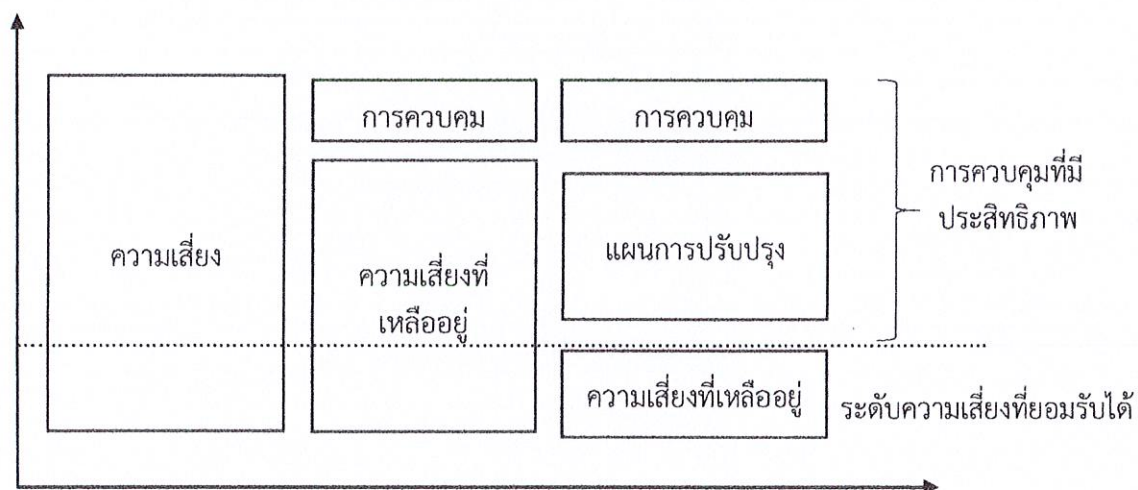 การควบคุม
การควบคุม
การควบคุมที่มี
ประสิทธิภาพ
ความเสี่ยง
ความเสี่ยงที่
เหลืออยู่
แผนการปรับปรุง
ความเสี่ยงที่เหลืออยู่
ระดับความเสี่ยงที่ยอมรับได้